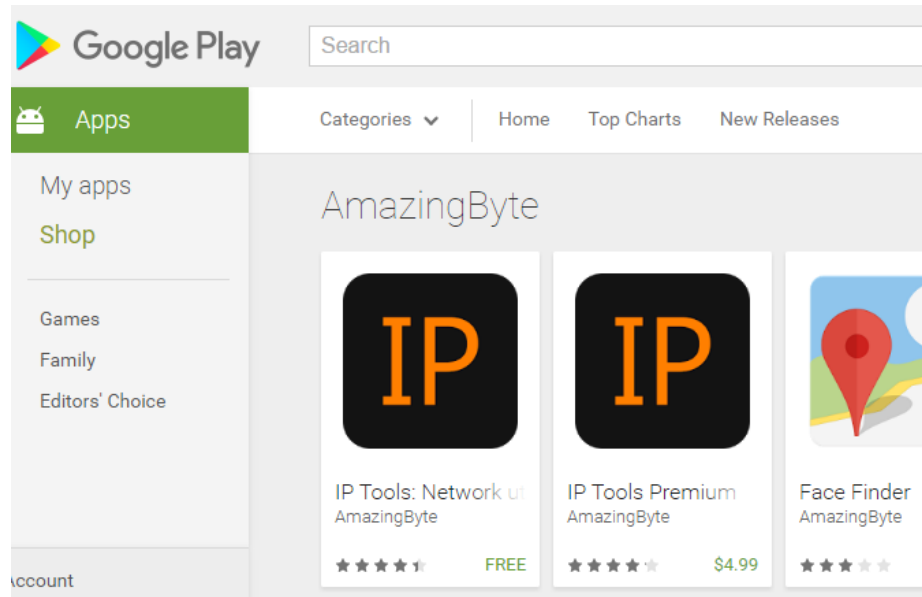 Google Play
Search
Apps
Categories
Home
Top Charts
New Releases
My apps
Shop
Games
Family
Editors' Choice
Account
AmazingByte
IP
IP Tools: Network ut
AmazingByte
FREE
IP
IP Tools Premium
AmazingByte
$4.99
Face Finder
AmazingByte